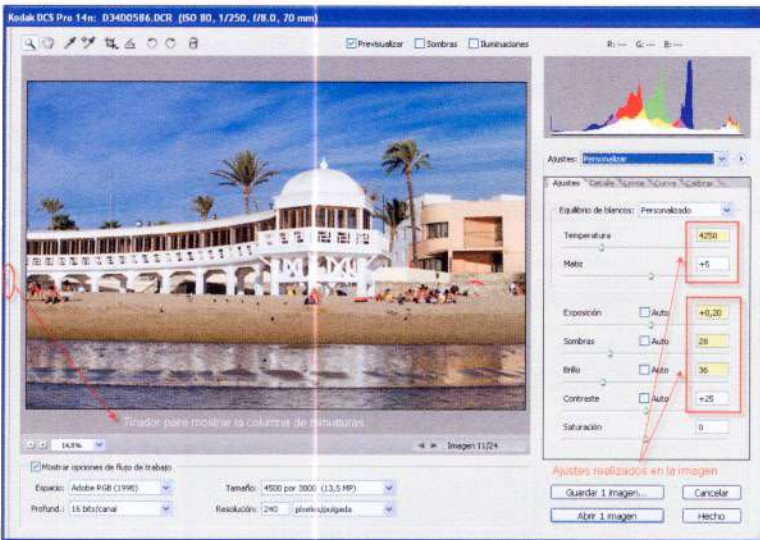 Kodak DCS Pro 14n: D34D0586.DCR (ISO 80, 1/250, f/8.0, 70 mm)
Previsualizar Sombras Iluminaciones R: --- G: --- B: ---
Ajustes: Personalizar
Ajustes Detalle Lente Curva Calibrar
Equilibrio de blancos: Personalizado
Temperatura 4250
Matiz +5
Exposición Auto +0,20
Sombras Auto 28
Brillo Auto 36
Contraste Auto +25
Saturación 0
Tirador para mostrar la columna de miniaturas
14,8% Imagen 11/24
Ajustes realizados en la imagen
Mostrar opciones de flujo de trabajo
Espacio: Adobe RGB (1998) Tamaño: 4500 por 3000 (13,5 MP)
Profund.: 16 bits/canal Resolución: 240 píxeles/pulgada
Guardar 1 imagen... Cancelar
Abrir 1 imagen Hecho